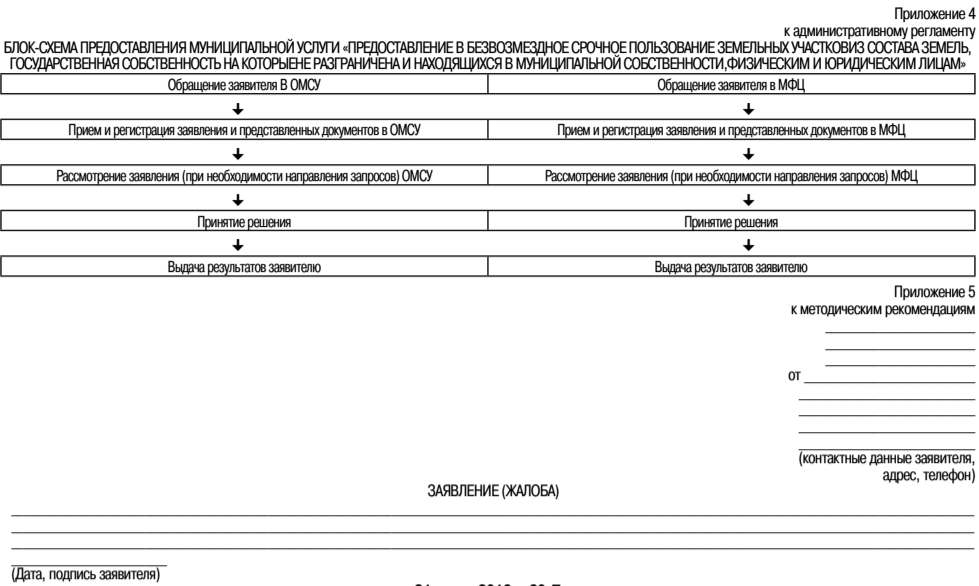 Приложение 4
к административному регламенту
БЛОК-СХЕМА ПРЕДОСТАВЛЕНИЯ МУНИЦИПАЛЬНОЙ УСЛУГИ «ПРЕДОСТАВЛЕНИЕ В БЕЗВОЗМЕЗДНОЕ СРОЧНОЕ ПОЛЬЗОВАНИЕ ЗЕМЕЛЬНЫХ УЧАСТКОВИЗ СОСТАВА ЗЕМЕЛЬ,
ГОСУДАРСТВЕННАЯ СОБСТВЕННОСТЬ НА КОТОРЫЕНЕ РАЗГРАНИЧЕНА И НАХОДЯЩИХСЯ В МУНИЦИПАЛЬНОЙ СОБСТВЕННОСТИ,ФИЗИЧЕСКИМ И ЮРИДИЧЕСКИМ ЛИЦАМ»
Обращение заявителя В ОМСУ
Обращение заявителя в МФЦ
Прием и регистрация заявления и представленных документов в ОМСУ
Прием и регистрация заявления и представленных документов в МФЦ
Рассмотрение заявления (при необходимости направления запросов) ОМСУ
Рассмотрение заявления (при необходимости направления запросов) МФЦ
Принятие решения
Принятие решения
Выдача результатов заявителю
Выдача результатов заявителю
Приложение 5
к методическим рекомендациям
от
(контактные данные заявителя,
адрес, телефон)
ЗАЯВЛЕНИЕ (ЖАЛОБА)
(Дата, подпись заявителя)